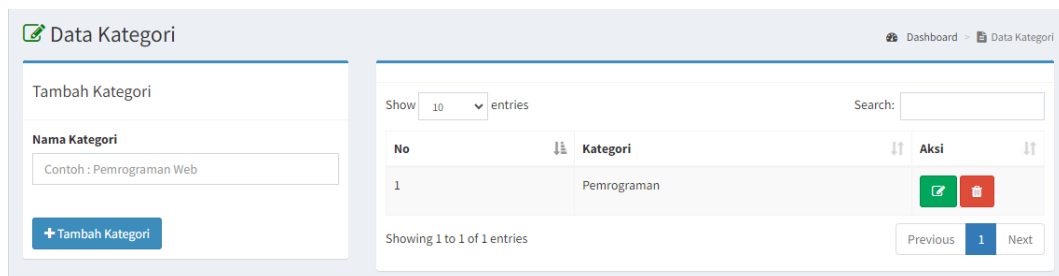 Data Kategori
Dashboard > Data Kategori
Tambah Kategori
Nama Kategori
Contoh : Pemrograman Web
+ Tambah Kategori
Show 10 entries
Search:
No Kategori Aksi
1 Pemrograman
Showing 1 to 1 of 1 entries
Previous 1 Next